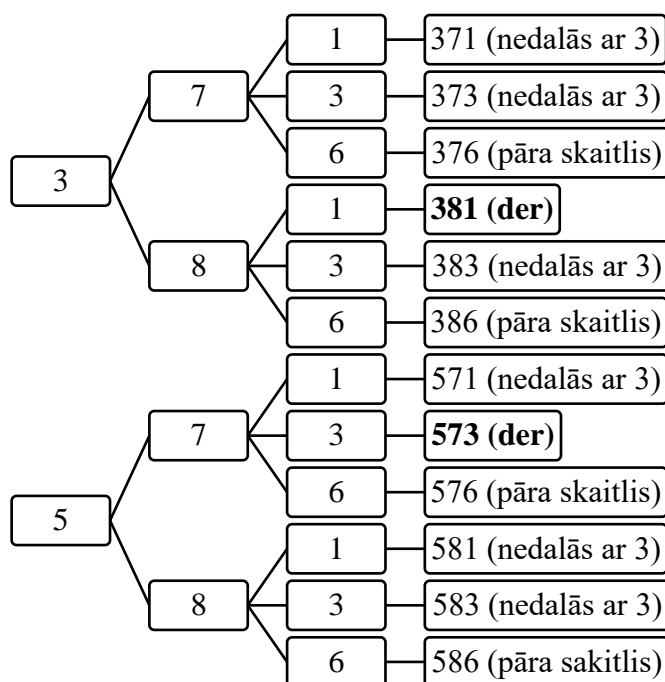 1
371 (nedalās ar 3)
7
3
373 (nedalās ar 3)
6
376 (pāra skaitlis)
3
1
381 (der)
8
3
383 (nedalās ar 3)
6
386 (pāra skaitlis)
1
571 (nedalās ar 3)
7
3
573 (der)
6
576 (pāra skaitlis)
5
1
581 (nedalās ar 3)
8
3
583 (nedalās ar 3)
6
586 (pāra sakitlis)